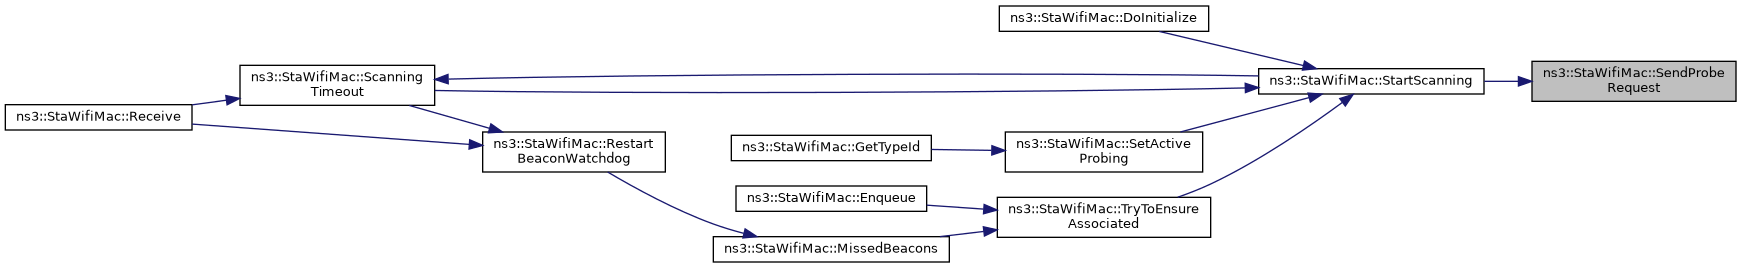 ns3::StaWifiMac::DoInitialize
ns3::StaWifiMac::Scanning
Timeout
ns3::StaWifiMac::StartScanning
ns3::StaWifiMac::SendProbe
Request
ns3::StaWifiMac::Receive
ns3::StaWifiMac::Restart
BeaconWatchdog
ns3::StaWifiMac::GetTypeId
ns3::StaWifiMac::SetActive
Probing
ns3::StaWifiMac::Enqueue
ns3::StaWifiMac::TryToEnsure
Associated
ns3::StaWifiMac::MissedBeacons